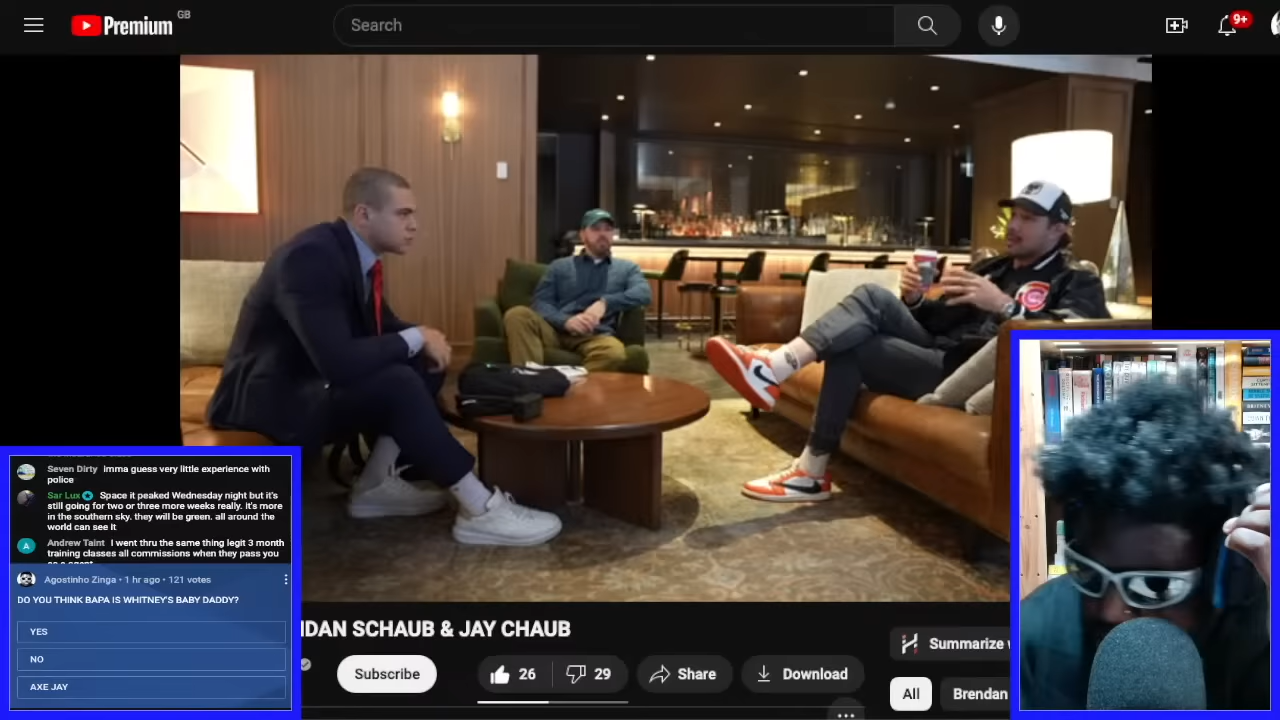 Premium
GB
Search
9+
Seven Dirty Imma guess very little experience with
police
Sar Lux Space it peaked Wednesday night but it's
still going for two or three more weeks really. It's more
in the southern sky. they will be green. all around the
world can see it
A
Andrew Taint I went thru the same thing legit 3 month
training classes all commissions when they pass you
Agostinho Zinga • 1 hr ago • 121 votes
DO YOU THINK BAPA IS WHITNEY'S BABY DADDY?
YES
NO
AXE JAY
NDAN SCHAUB & JAY CHAUB
Subscribe
26
29
Share
Download
Summarize
All
Brendan